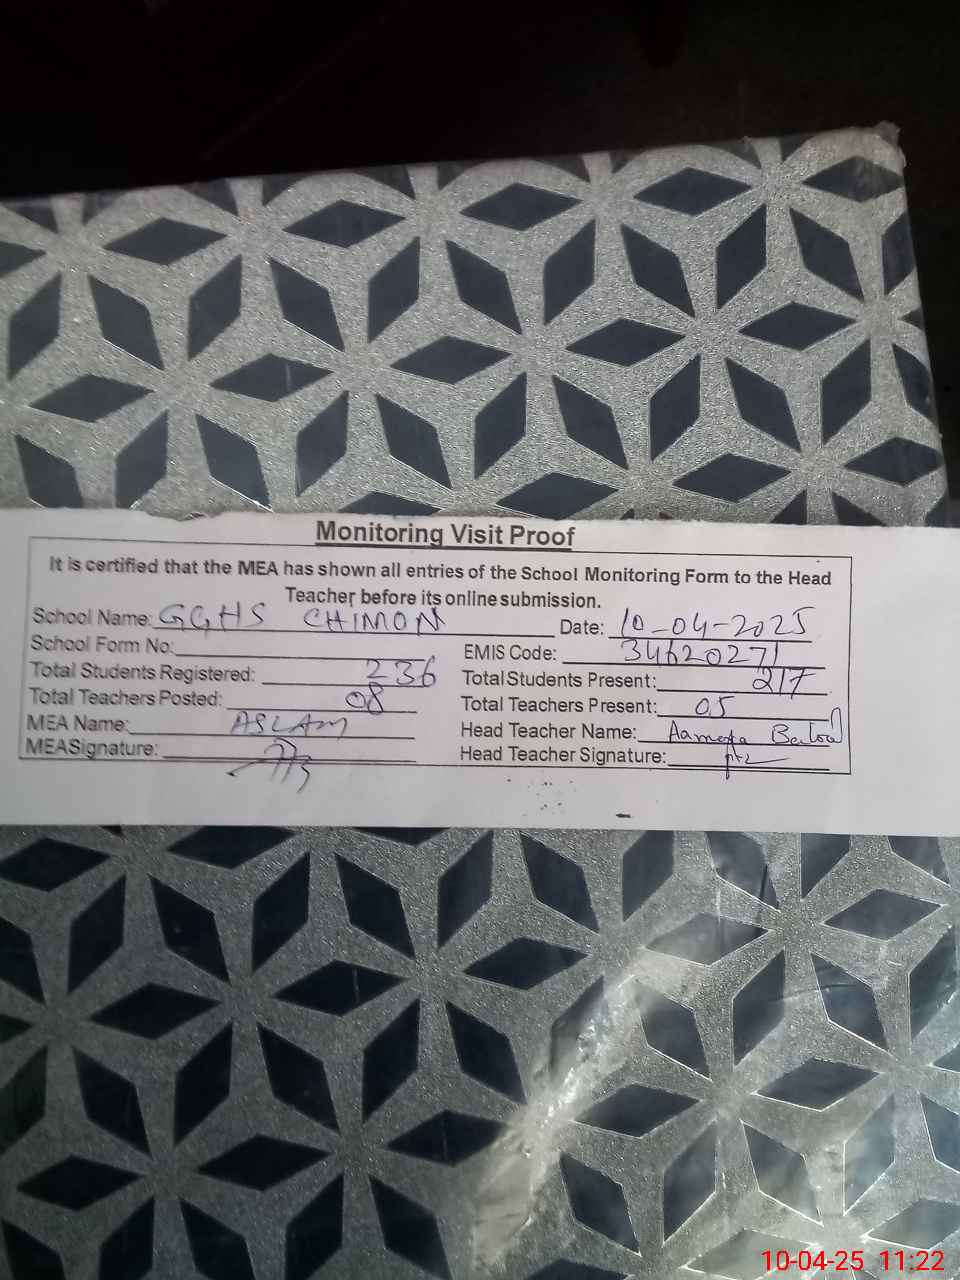 Monitoring Visit Proof
It is certified that the MEA has shown all entries of the School Monitoring Form to the Head
Teacher before its online submission.
School Name: GGHS CHIMON Date: 10-04-2025
School Form No: EMIS Code: 34620271
Total Students Registered: 236 Total Students Present: 217
Total Teachers Posted: 08 Total Teachers Present: 05
MEA Name: ASLAM Head Teacher Name:
MEA Signature: Head Teacher Signature:
10-04-25 11:22